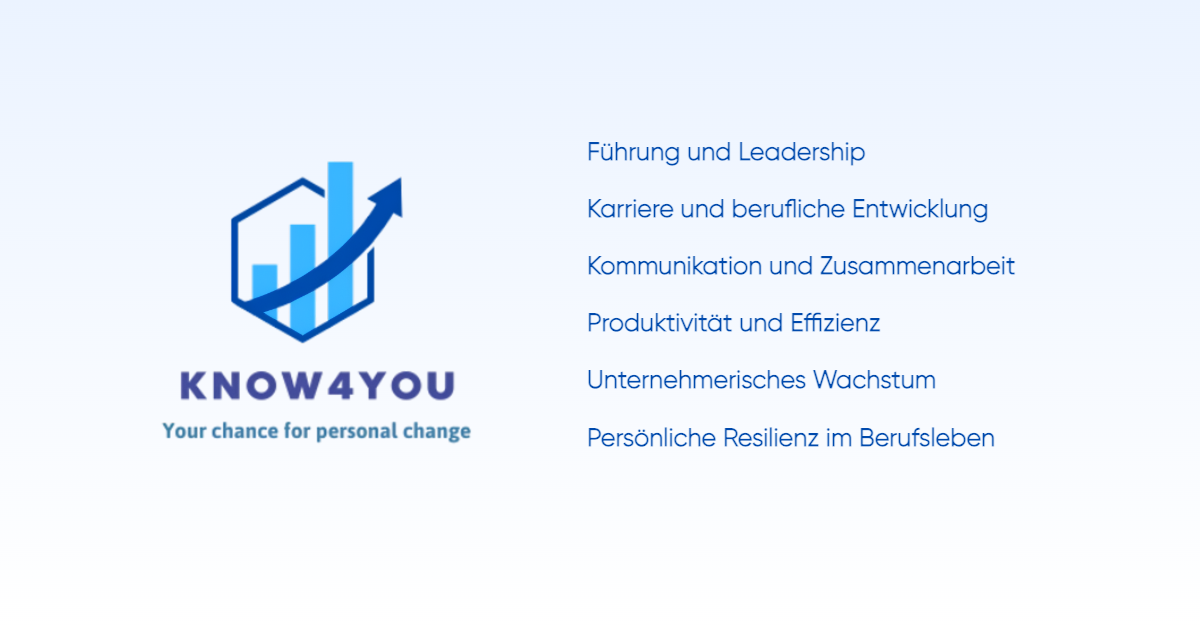 KNOW4YOU
Your chance for personal change
Führung und Leadership
Karriere und berufliche Entwicklung
Kommunikation und Zusammenarbeit
Produktivität und Effizienz
Unternehmerisches Wachstum
Persönliche Resilienz im Berufsleben